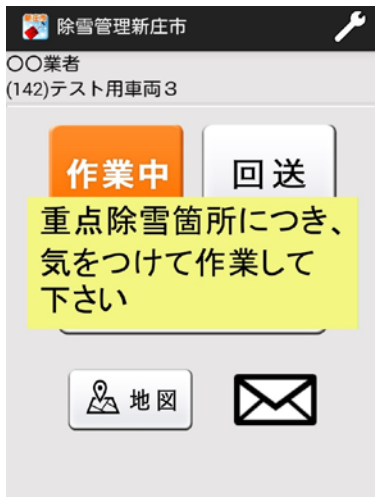 除雪管理新庄市
〇〇業者
(142)テスト用車両３
作業中
回送
重点除雪箇所につき、
気をつけて作業して
下さい
地図